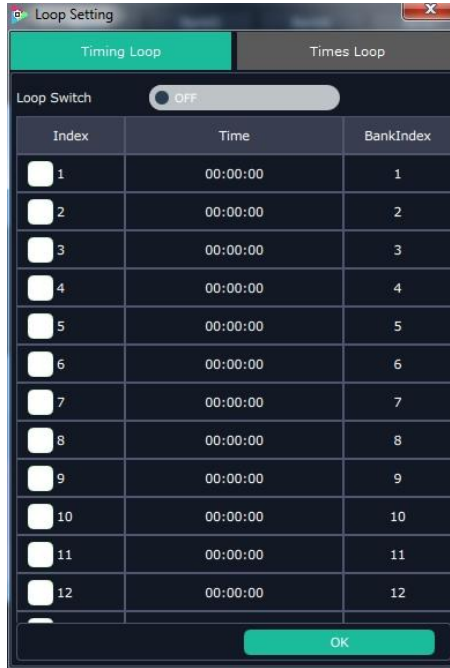 Loop Setting
Timing Loop Times Loop
Loop Switch OFF
Index Time BankIndex
1 00:00:00 1
2 00:00:00 2
3 00:00:00 3
4 00:00:00 4
5 00:00:00 5
6 00:00:00 6
7 00:00:00 7
8 00:00:00 8
9 00:00:00 9
10 00:00:00 10
11 00:00:00 11
12 00:00:00 12
OK